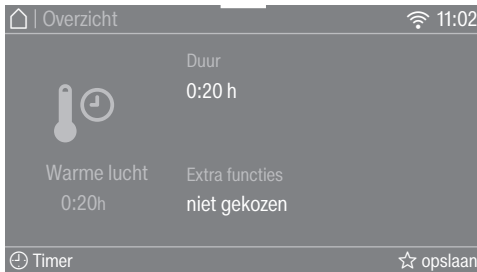 | Overzicht 11:02
Duur
0:20 h
Warme lucht
0:20h
Extra functies
niet gekozen
Timer opslaan